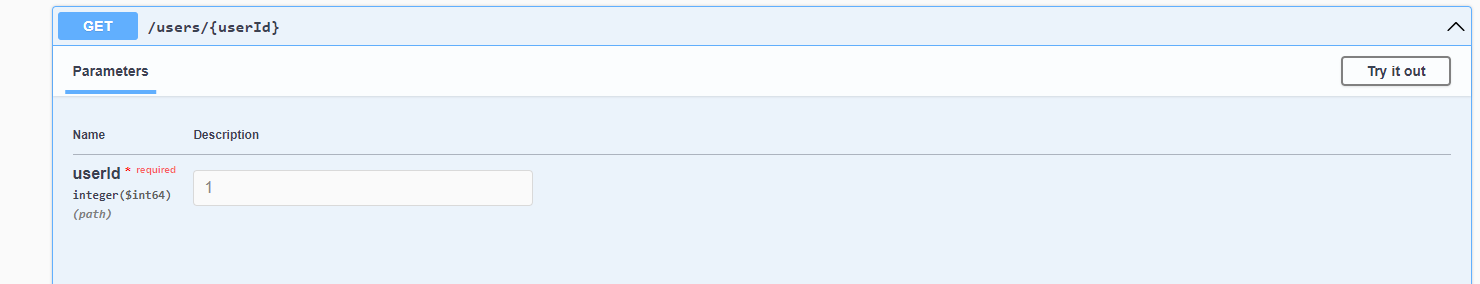 GET /users/{userId}
Parameters
Try it out
Name Description
userId * required
integer($int64)
(path)
1